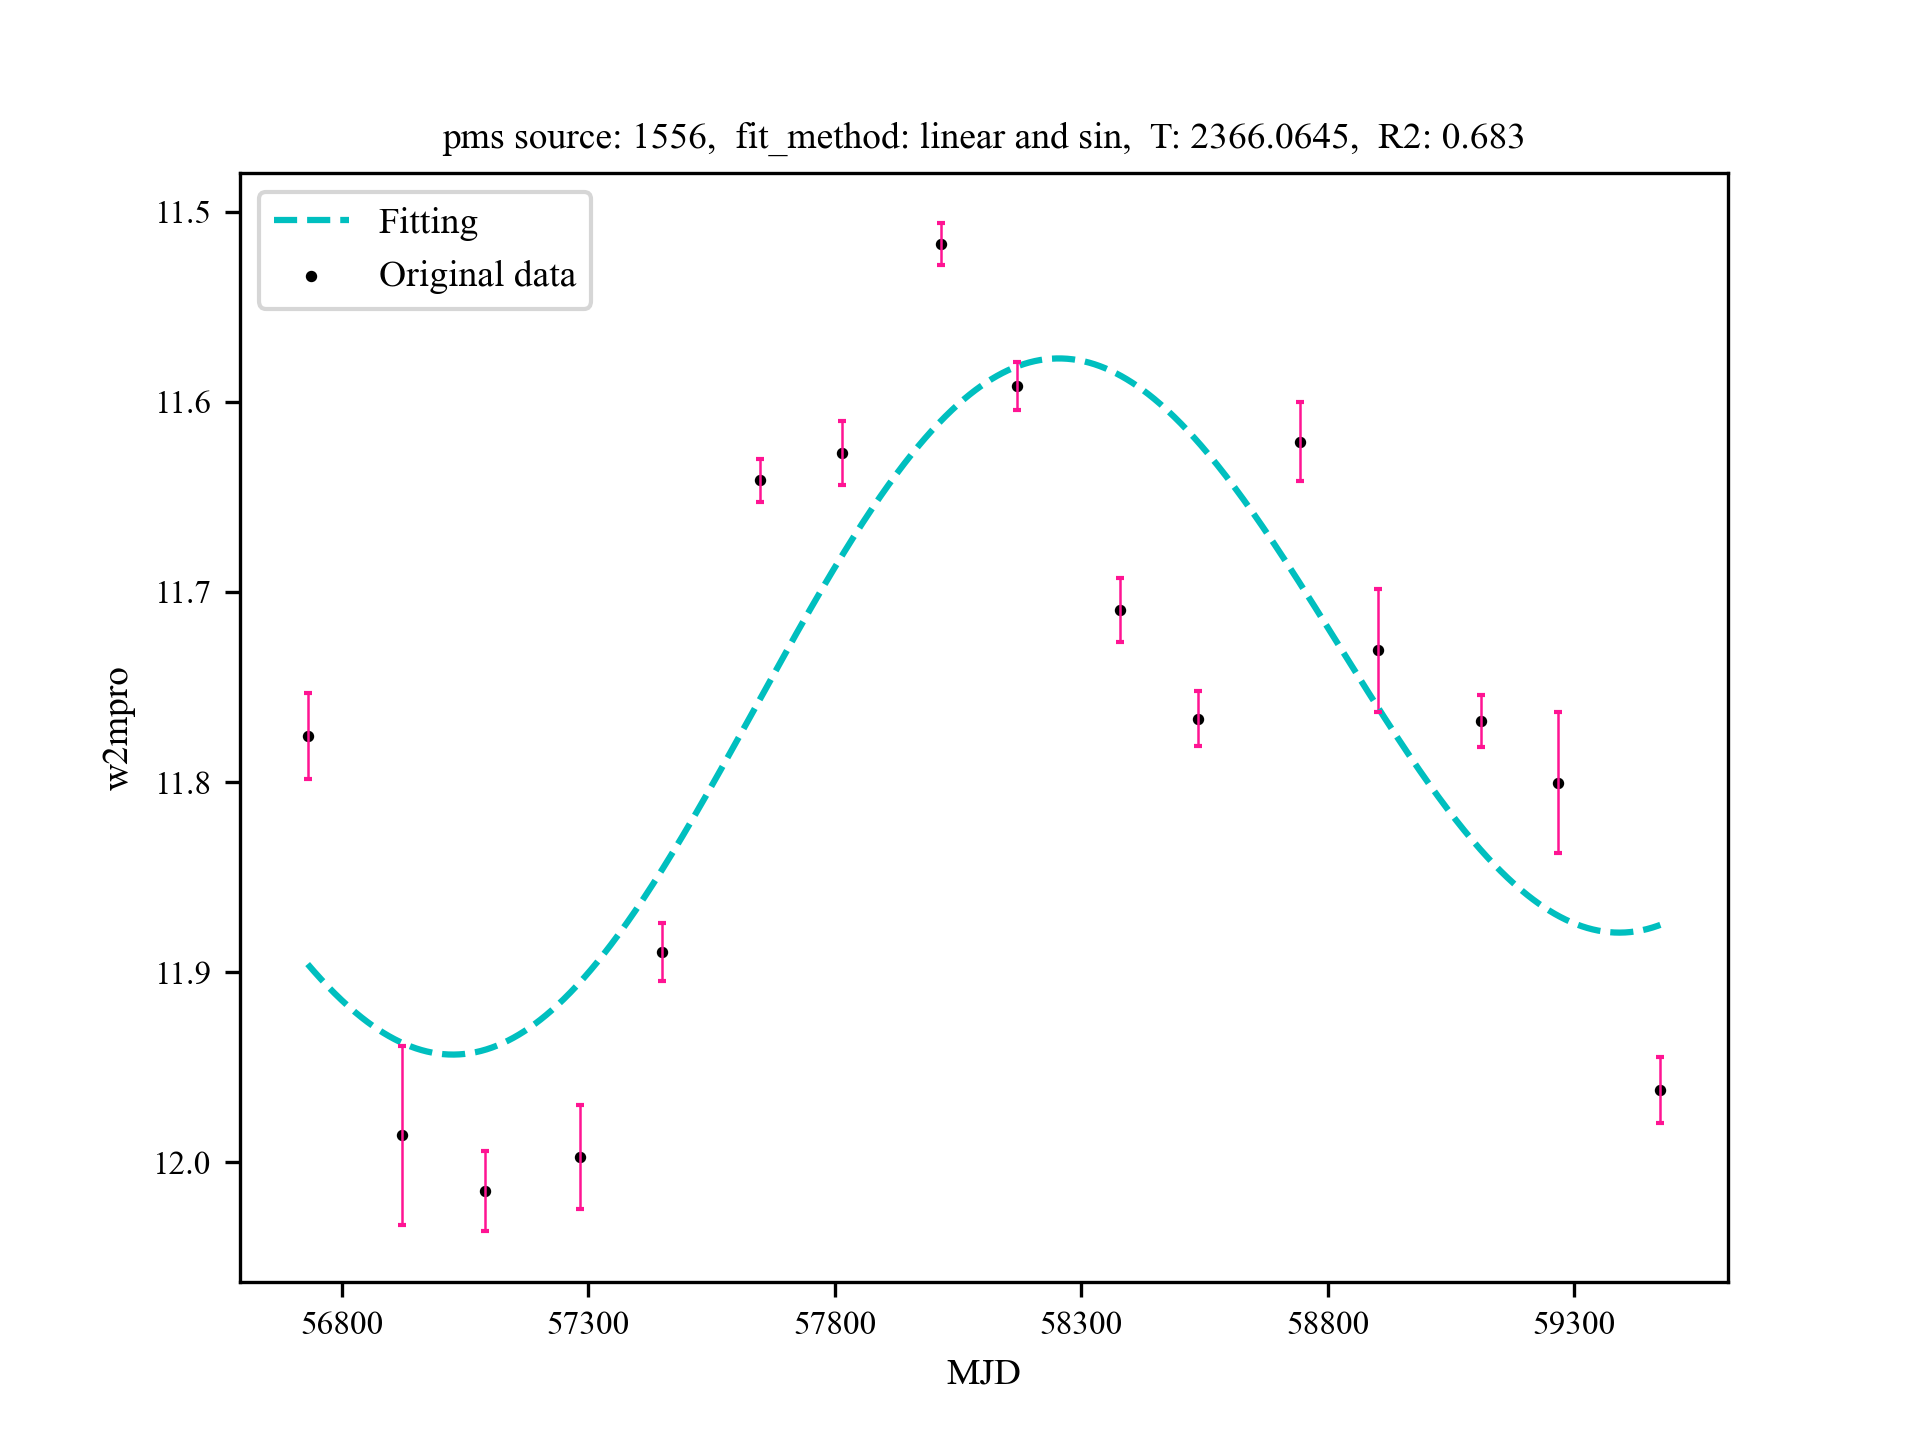 pms source: 1556,  fit_method: linear and sin,  T: 2366.0645,  R2: 0.683
Fitting
Original data
11.5
11.6
11.7
11.8
11.9
12.0
w2mpro
56800 57300 57800 58300 58800 59300
MJD